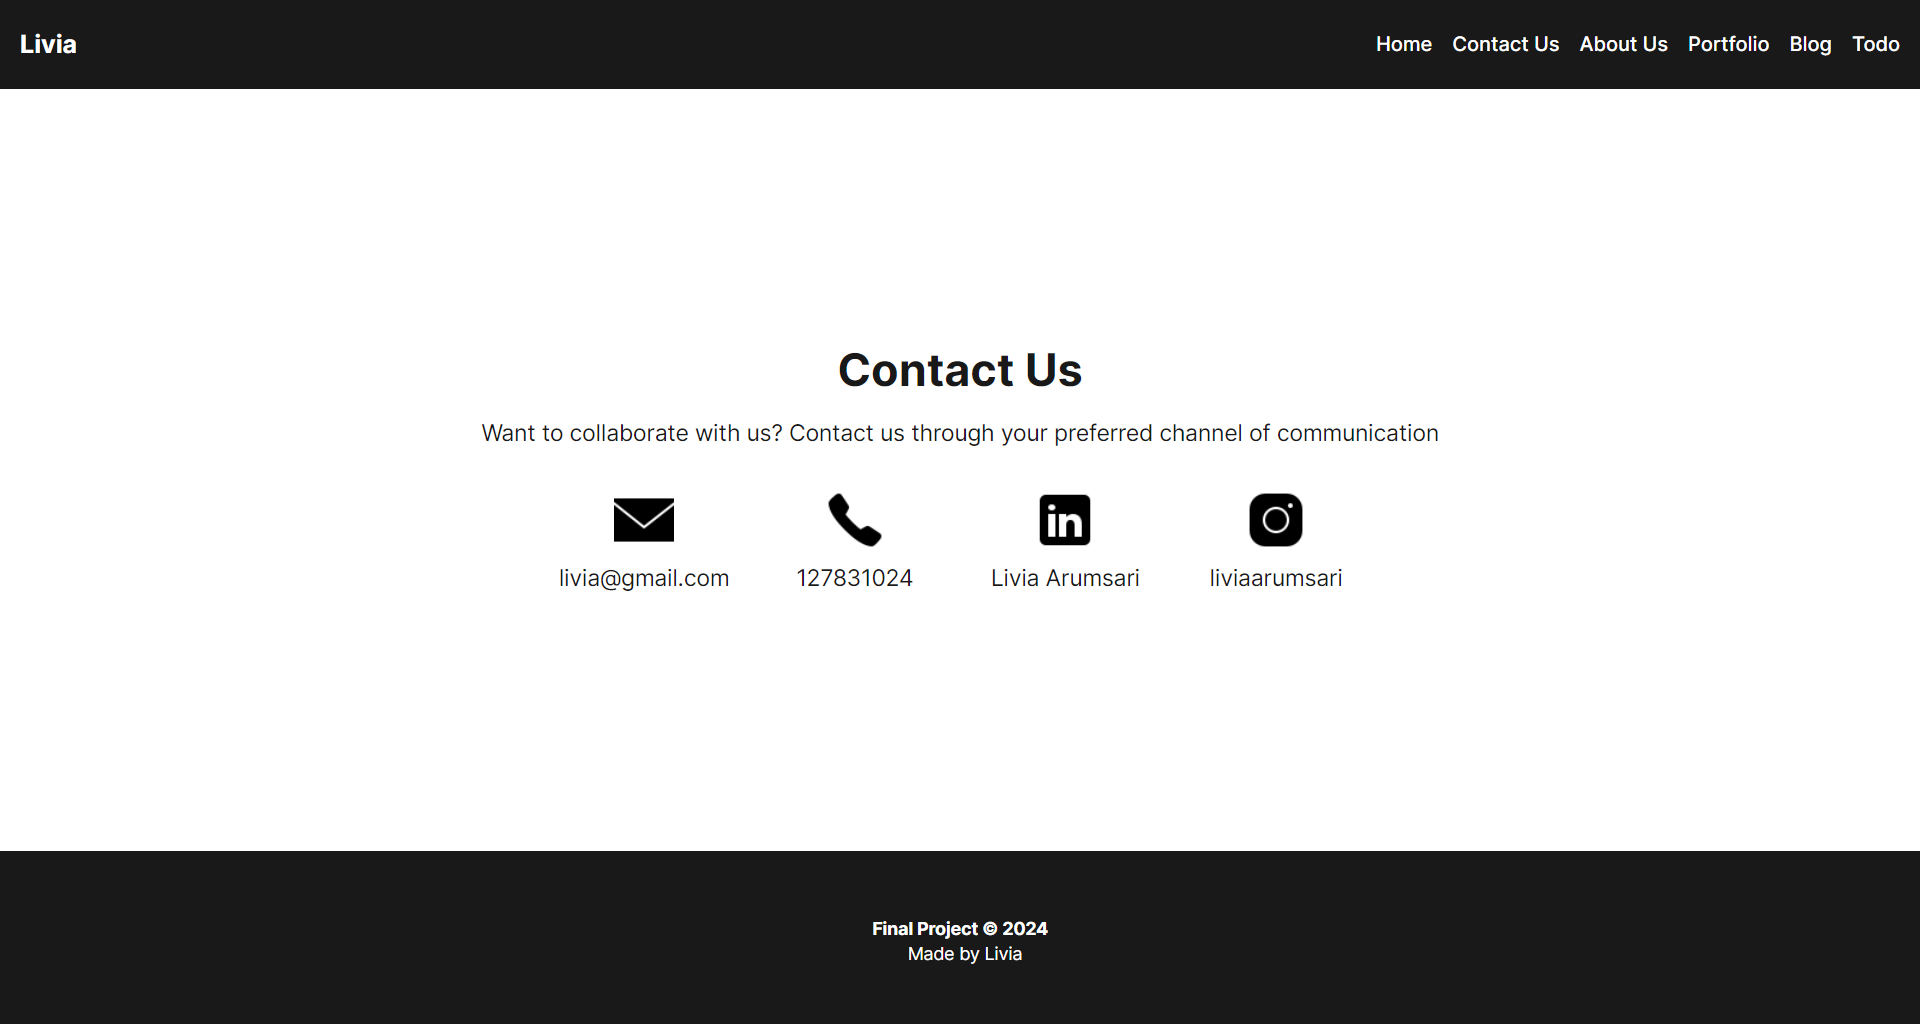 Livia
Home Contact Us About Us Portfolio Blog Todo
Contact Us
Want to collaborate with us? Contact us through your preferred channel of communication
in
livia@gmail.com 127831024 Livia Arumsari liviaarumsari
Final Project © 2024
Made by Livia